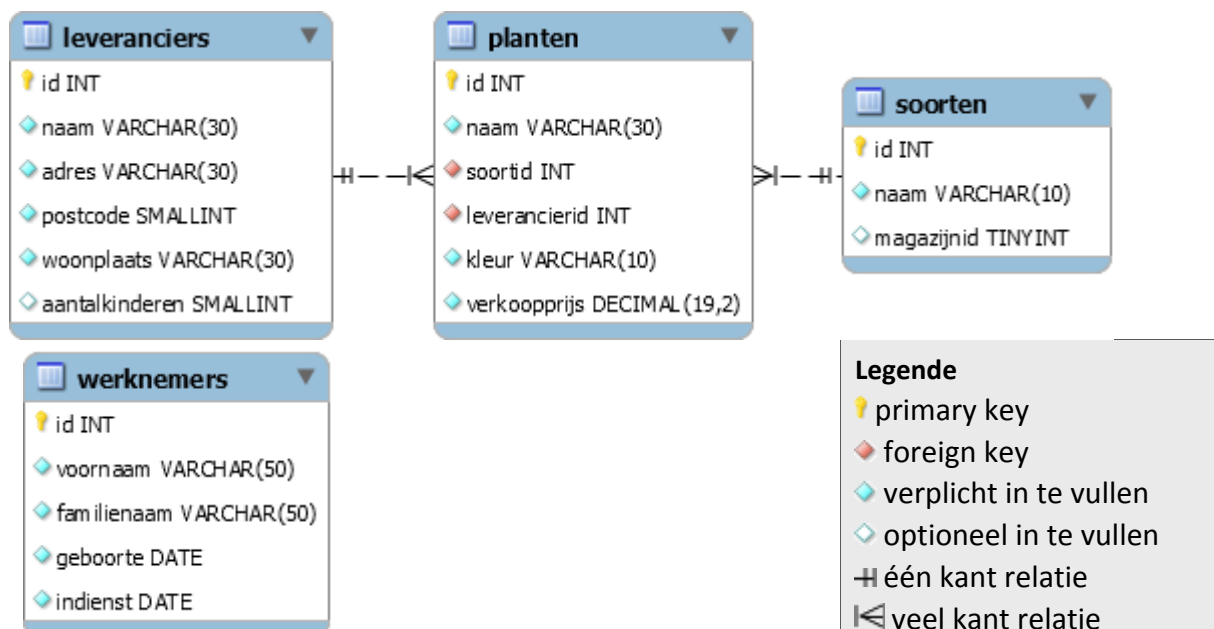 leveranciers
id INT
naam VARCHAR(30)
adres VARCHAR(30)
postcode SMALLINT
woonplaats VARCHAR(30)
aantalkinderen SMALLINT
planten
id INT
naam VARCHAR(30)
soortid INT
leverancierid INT
kleur VARCHAR(10)
verkoopprijs DECIMAL(19,2)
soorten
id INT
naam VARCHAR(10)
magazijnid TINYINT
werknemers
id INT
voornaam VARCHAR(50)
familienaam VARCHAR(50)
geboorte DATE
indienst DATE
Legende
primary key
foreign key
verplicht in te vullen
optioneel in te vullen
één kant relatie
veel kant relatie